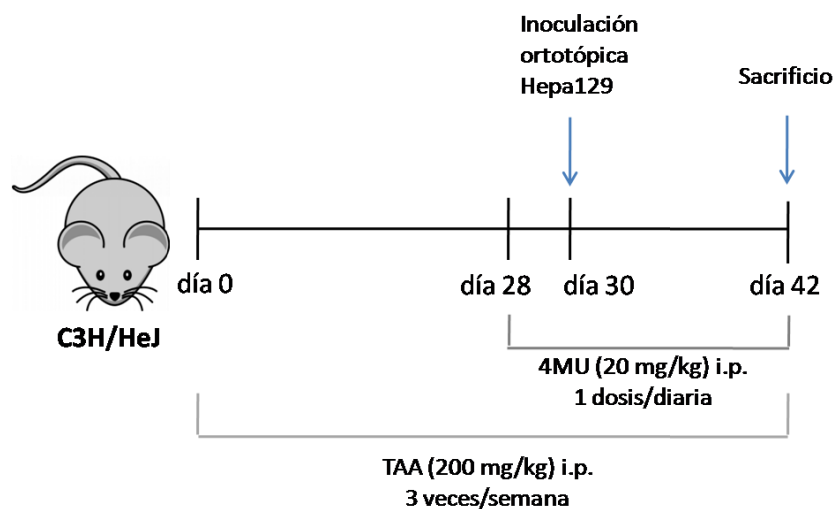 Inoculación
ortotópica
Hepa129
Sacrificio
día 0
día 28
día 30
día 42
C3H/HeJ
4MU (20 mg/kg) i.p.
1 dosis/diaria
TAA (200 mg/kg) i.p.
3 veces/semana